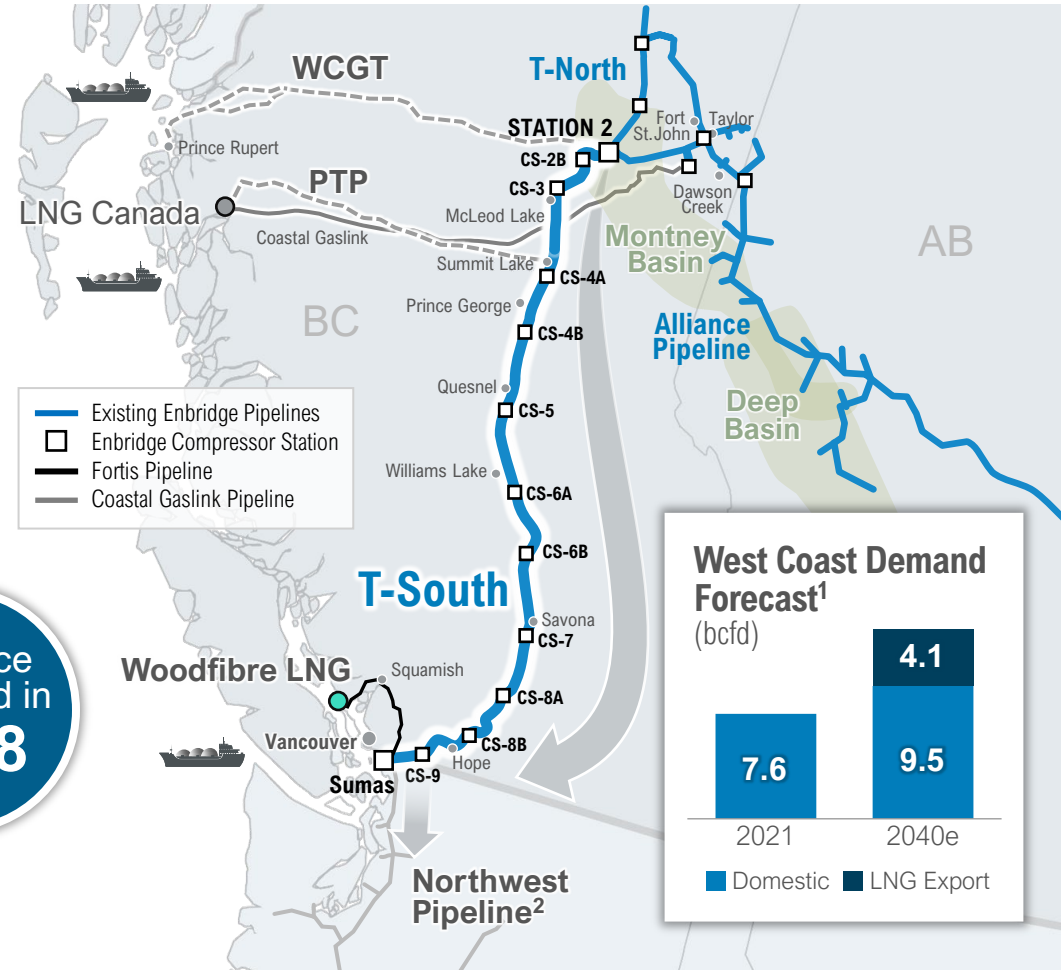 WCGT
T-North
Fort
St.John
Taylor
STATION 2
Prince Rupert
CS-2B
CS-3
PTP
Dawson
Creek
LNG Canada
McLeod Lake
Coastal Gaslink
Montney
Basin
AB
Summit Lake
CS-4A
BC
Prince George
CS-4B
Alliance
Pipeline
Existing Enbridge Pipelines
Enbridge Compressor Station
Fortis Pipeline
Coastal Gaslink Pipeline
Quesnel
CS-5
Deep
Basin
Williams Lake
CS-6A
CS-6B
T-South
Savona
CS-7
Woodfibre LNG
Squamish
CS-8A
Vancouver
CS-8B
Hope
CS-9
Sumas
Northwest
Pipeline²
ce
d in
8
West Coast Demand
Forecast¹
(bcfd)
4.1
7.6
9.5
2021
2040e
Domestic
LNG Export